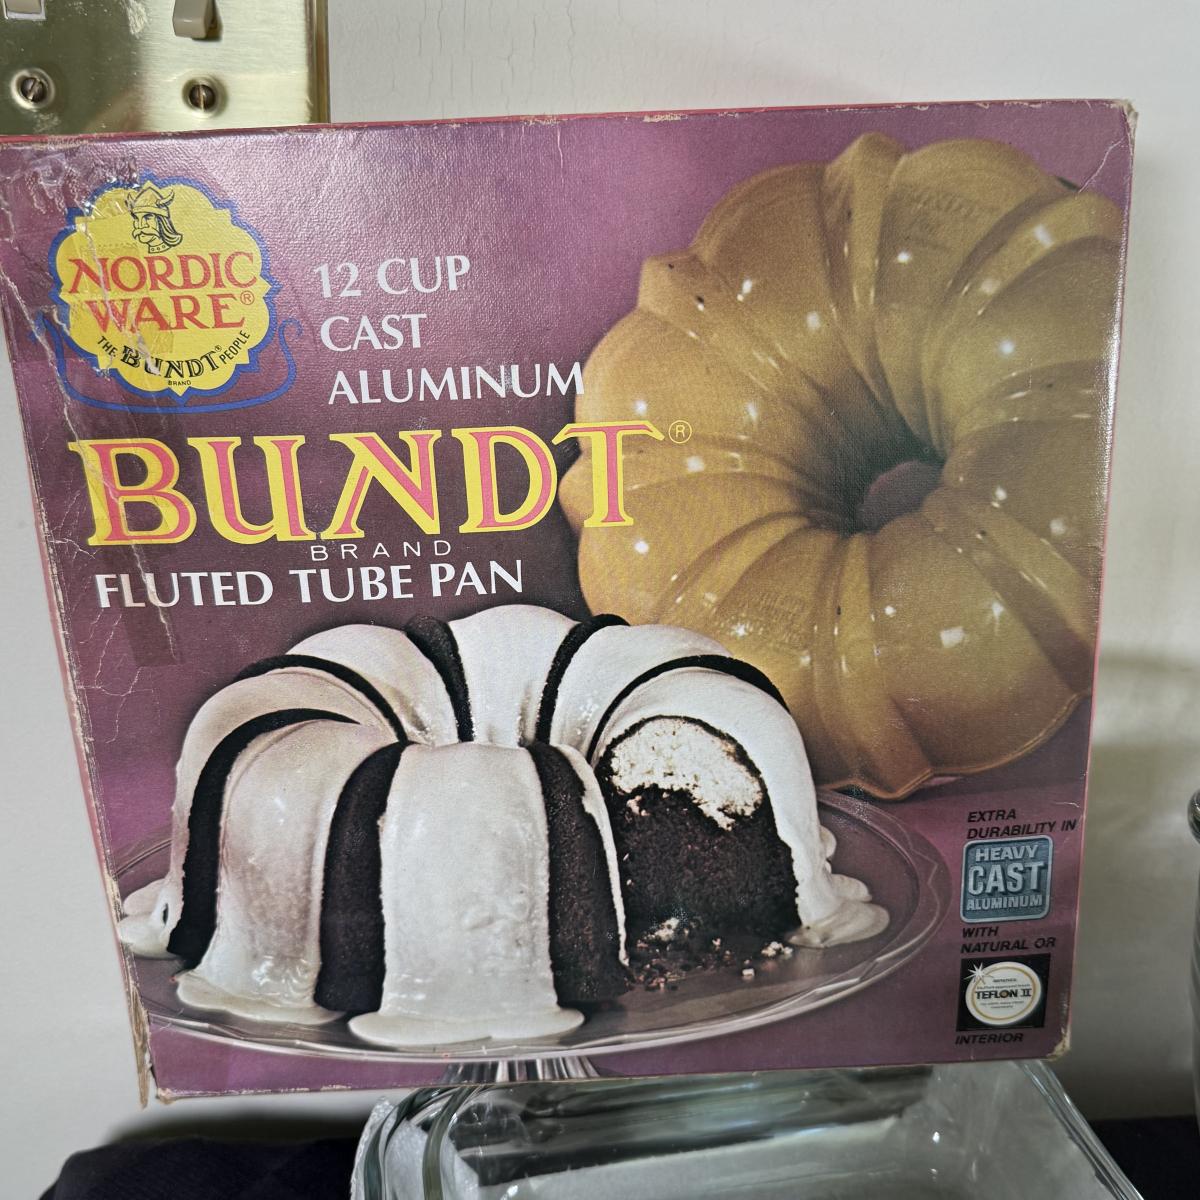 NORDIC
WARE®
THE BUNDT® PEOPLE
BRAND
12 CUP
CAST
ALUMINUM
BUNDT®
BRAND
FLUTED TUBE PAN
EXTRA
DURABILITY IN
HEAVY
CAST
ALUMINUM
WITH
NATURAL OR
TEFLON II
INTERIOR